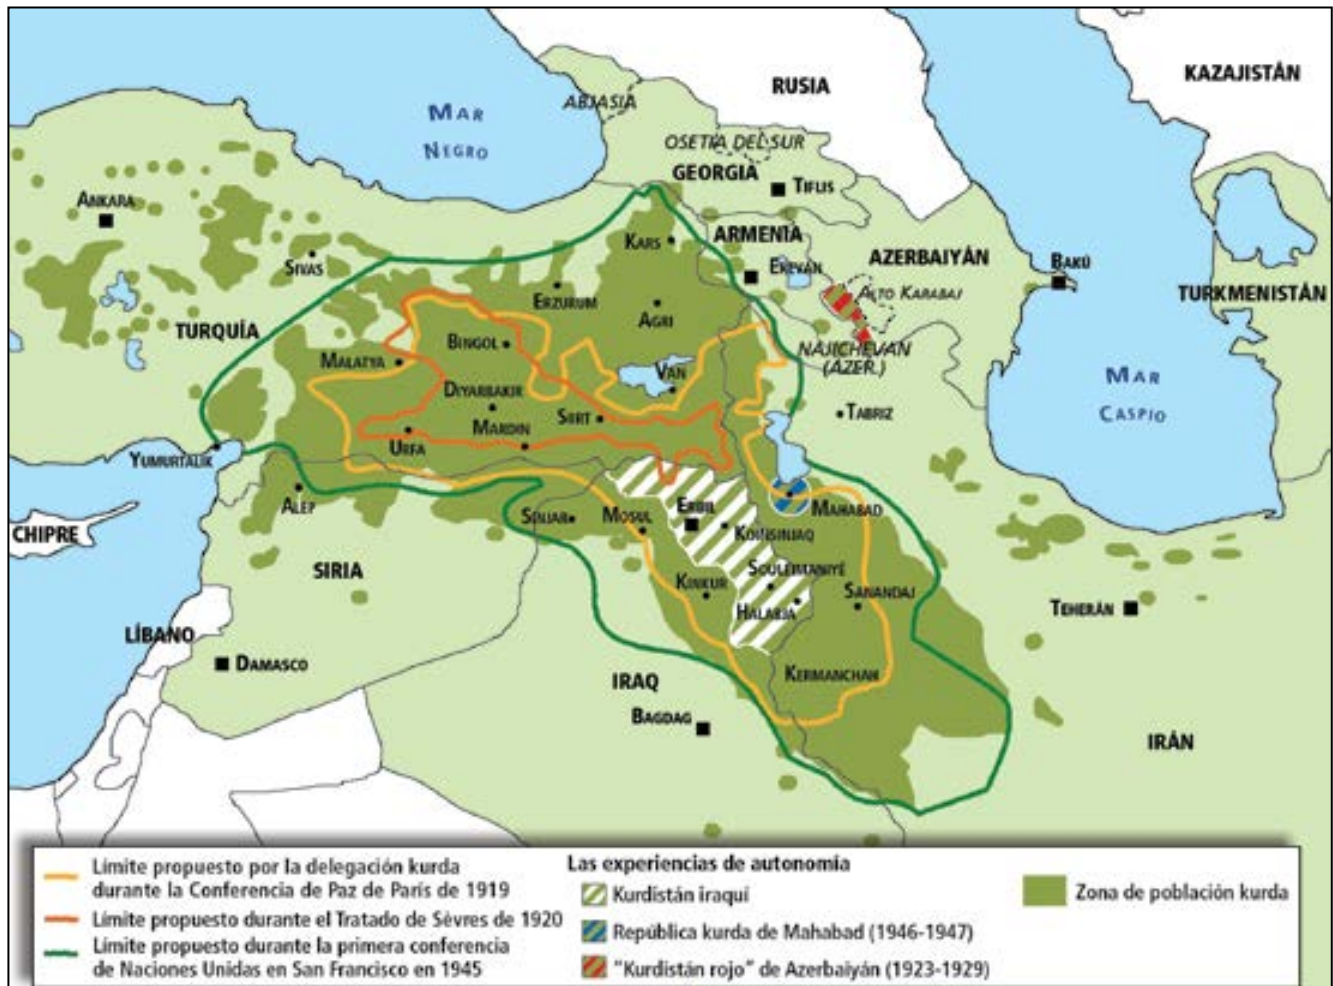 RUSIA
KAZAJISTÁN
ABJASIA
MAR
NEGRO
OSETIA DEL SUR
GEORGIA
TIFLIS
ANKARA
KARS
ARMENIA
EREVÁN
AZERBAIYÁN
BAKÚ
SIVAS
ALTO KARABAJ
TURKMENISTÁN
ERZURUM
AGRI
TURQUÍA
BINGOL
NAJICHEVAN
(AZER.)
MALATYA
VAN
MAR
CASPIO
DIYARBAKIR
SIIRT
TABRIZ
MARDIN
URFA
YUMURTALIK
ALEP
SINJAR
MOSUL
ERBIL
MAHABAD
KOIISINJAQ
CHIPRE
SIRIA
SOULEIMANIYÉ
KINKUR
SANANDAJ
HALABJA
TEHERÁN
LÍBANO
DAMASCO
KERMANCHAN
IRAQ
BAGDAG
IRÁN
Límite propuesto por la delegación kurda
durante la Conferencia de Paz de París de 1919
Límite propuesto durante el Tratado de Sèvres de 1920
Límite propuesto durante la primera conferencia
de Naciones Unidas en San Francisco en 1945
Las experiencias de autonomía
Kurdistán iraquí
República kurda de Mahabad (1946-1947)
"Kurdistán rojo" de Azerbaiyán (1923-1929)
Zona de población kurda